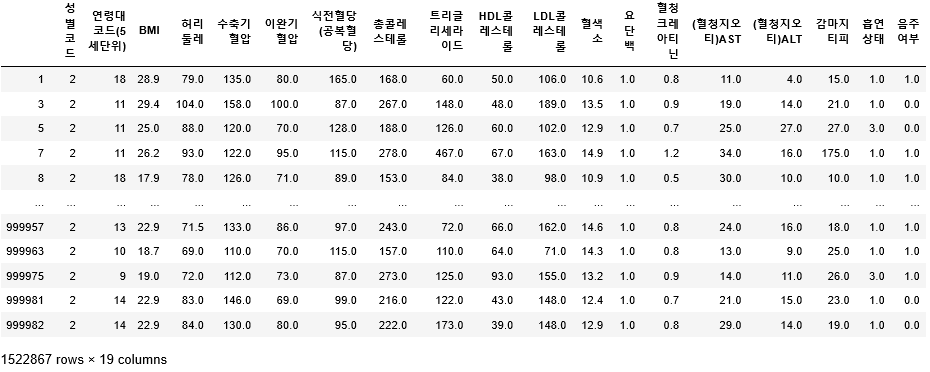 성별코드 연령대코드(5세단위) BMI 허리둘레 수축기혈압 이완기혈압 식전혈당(공복혈당) 총콜레스테롤 트리글리세라이드 HDL콜레스테롤 LDL콜레스테롤 혈색소 요단백 혈청크레아티닌 (혈청지오티)AST (혈청지오티)ALT 감마지티피 흡연상태 음주여부
1 2 18 28.9 79.0 135.0 80.0 165.0 168.0 60.0 50.0 106.0 10.6 1.0 0.8 11.0 4.0 15.0 1.0 1.0
3 2 11 29.4 104.0 158.0 100.0 87.0 267.0 148.0 48.0 189.0 13.5 1.0 0.9 19.0 14.0 21.0 1.0 0.0
5 2 11 25.0 88.0 120.0 70.0 128.0 188.0 126.0 60.0 102.0 12.9 1.0 0.7 25.0 27.0 27.0 3.0 0.0
7 2 11 26.2 93.0 122.0 95.0 115.0 278.0 467.0 67.0 163.0 14.9 1.0 1.2 34.0 16.0 175.0 1.0 0.0
8 2 18 17.9 78.0 126.0 71.0 89.0 153.0 84.0 38.0 98.0 10.9 1.0 0.5 30.0 10.0 10.0 1.0 1.0
... ... ... ... ... ... ... ... ... ... ... ... ... ... ... ... ... ... ... ...
999957 2 13 22.9 71.5 133.0 86.0 97.0 243.0 72.0 66.0 162.0 14.6 1.0 0.8 24.0 16.0 18.0 1.0 1.0
999963 2 10 18.7 69.0 110.0 70.0 115.0 157.0 110.0 64.0 71.0 14.3 1.0 0.8 13.0 9.0 25.0 1.0 1.0
999975 2 9 19.0 72.0 112.0 73.0 87.0 273.0 125.0 93.0 155.0 13.2 1.0 0.9 14.0 11.0 26.0 3.0 1.0
999981 2 14 22.9 83.0 146.0 69.0 99.0 216.0 122.0 43.0 148.0 12.4 1.0 0.7 21.0 15.0 23.0 1.0 0.0
999982 2 14 22.9 84.0 130.0 80.0 95.0 222.0 173.0 39.0 148.0 12.9 1.0 0.8 29.0 14.0 19.0 1.0 0.0
1522867 rows × 19 columns